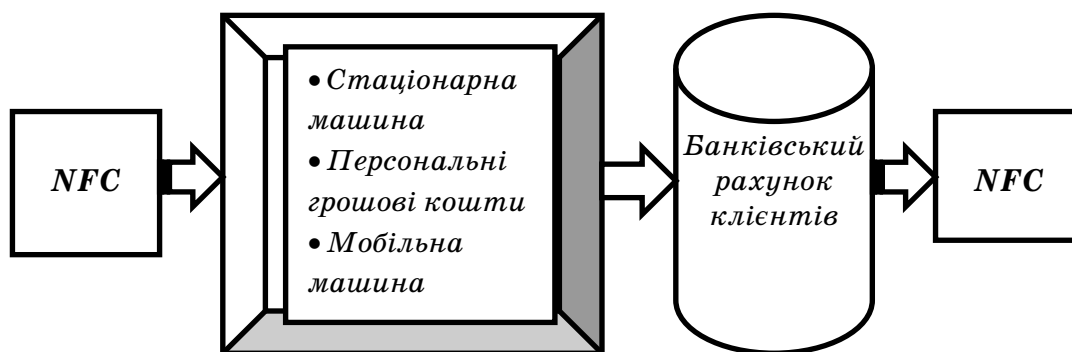 NFC
• Стаціонарна
машина
• Персональні
грошові кошти
• Мобільна
машина
Банківський
рахунок
клієнтів
NFC